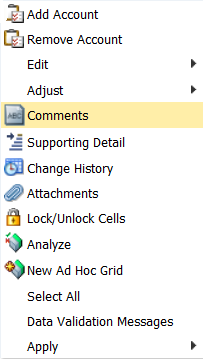 Add Account
Remove Account
Edit
Adjust
ABC Comments
Supporting Detail
Change History
Attachments
Lock/Unlock Cells
Analyze
New Ad Hoc Grid
Select All
Data Validation Messages
Apply